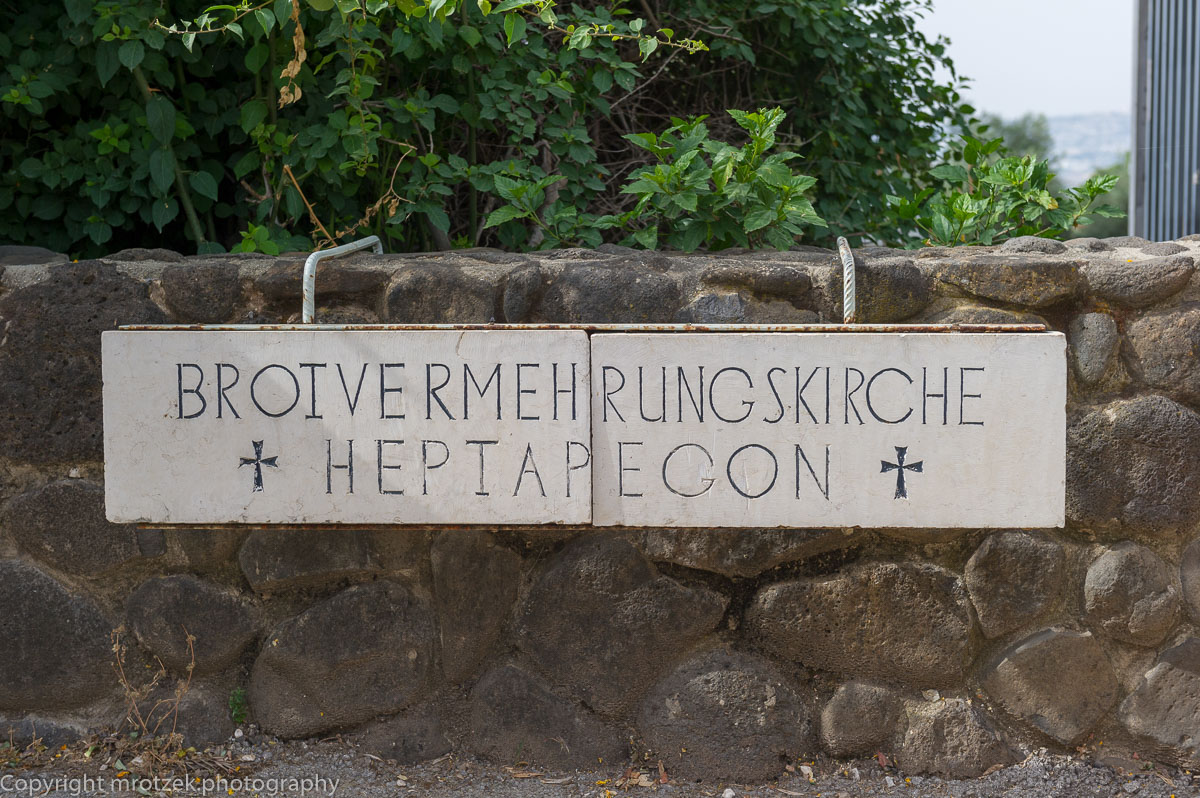 BROTVERMEHRUNGSKIRCHE
HEPTAPEGON
Copyright mrotzek.photography